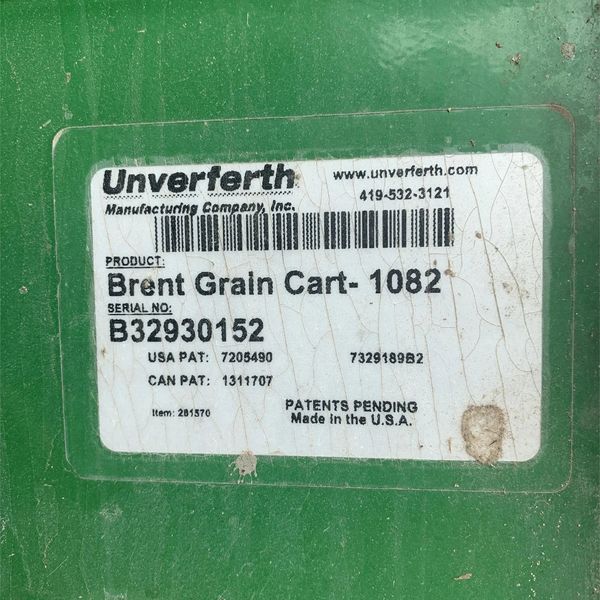 Unverferth
www.unverferth.com
Manufacturing Company, Inc.
419-532-3121
PRODUCT:
Brent Grain Cart- 1082
SERIAL NO:
B32930152
USA PAT: 7205490 7329189B2
CAN PAT: 1311707
Item: 281570
PATENTS PENDING
Made in the U.S.A.